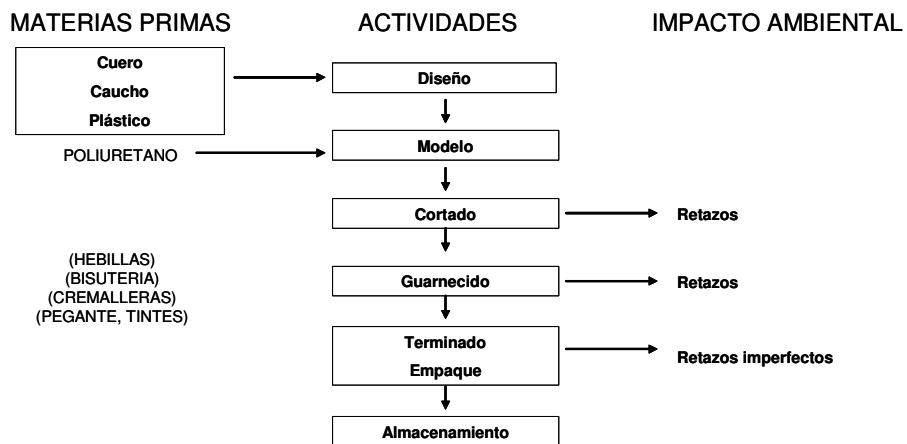 MATERIAS PRIMAS
ACTIVIDADES
IMPACTO AMBIENTAL
Cuero
Caucho
Plástico
Diseño
POLIURETANO
Modelo
Cortado
Retazos
(HEBILLAS)
(BISUTERIA)
(CREMALLERAS)
(PEGANTE, TINTES)
Guarnecido
Retazos
Terminado
Empaque
Retazos imperfectos
Almacenamiento